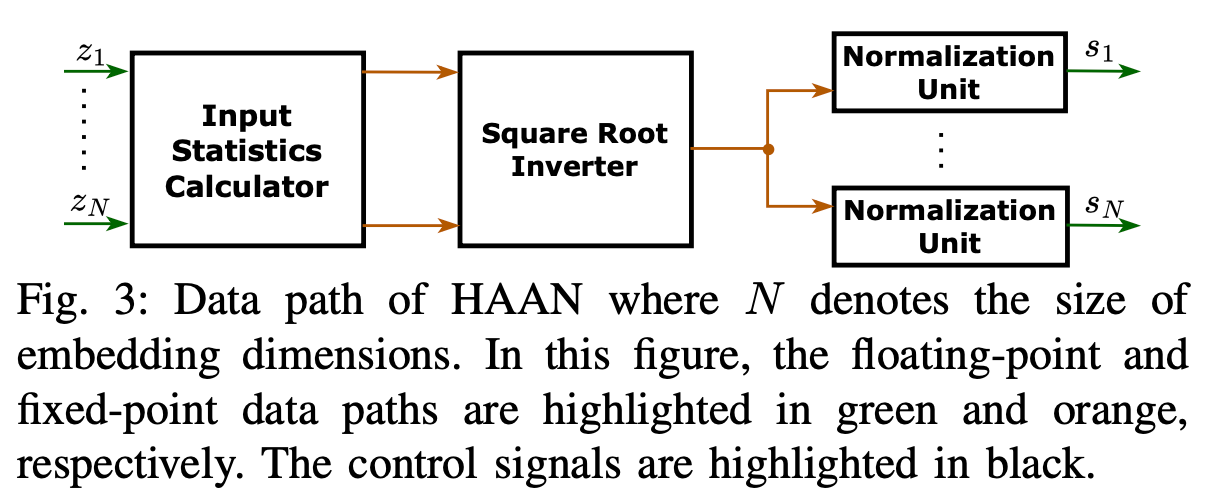 z1
zN
Input
Statistics
Calculator
Square Root
Inverter
Normalization
Unit
s1
Normalization
Unit
sN
Fig. 3: Data path of HAAN where N denotes the size of
embedding dimensions. In this figure, the floating-point and
fixed-point data paths are highlighted in green and orange,
respectively. The control signals are highlighted in black.